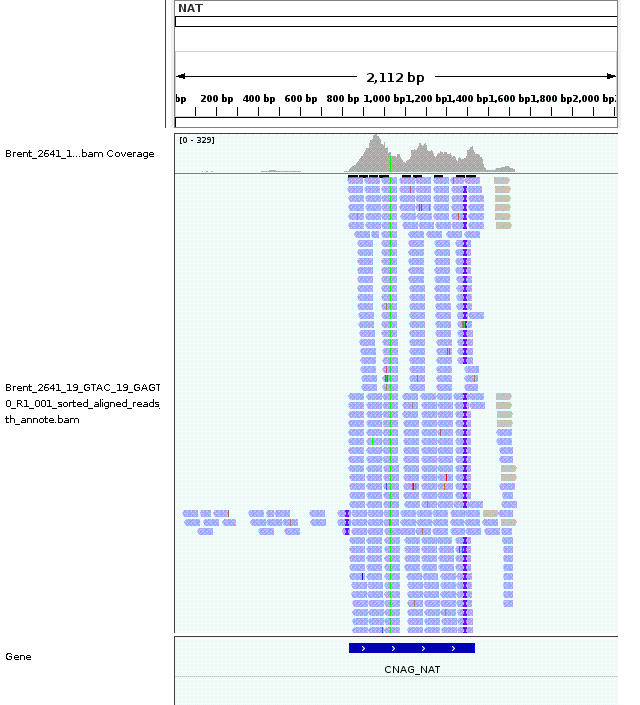 NAT
2,112 bp
bp 200 bp 400 bp 600 bp 800 bp 1,000 bp 1,200 bp 1,400 bp 1,600 bp 1,800 bp 2,000 bp
[0 - 329]
Brent_2641_1...bam Coverage
Brent_2641_19_GTAC_19_GAGT
0_R1_001_sorted_aligned_reads_
th_annote.bam
Gene
CNAG_NAT